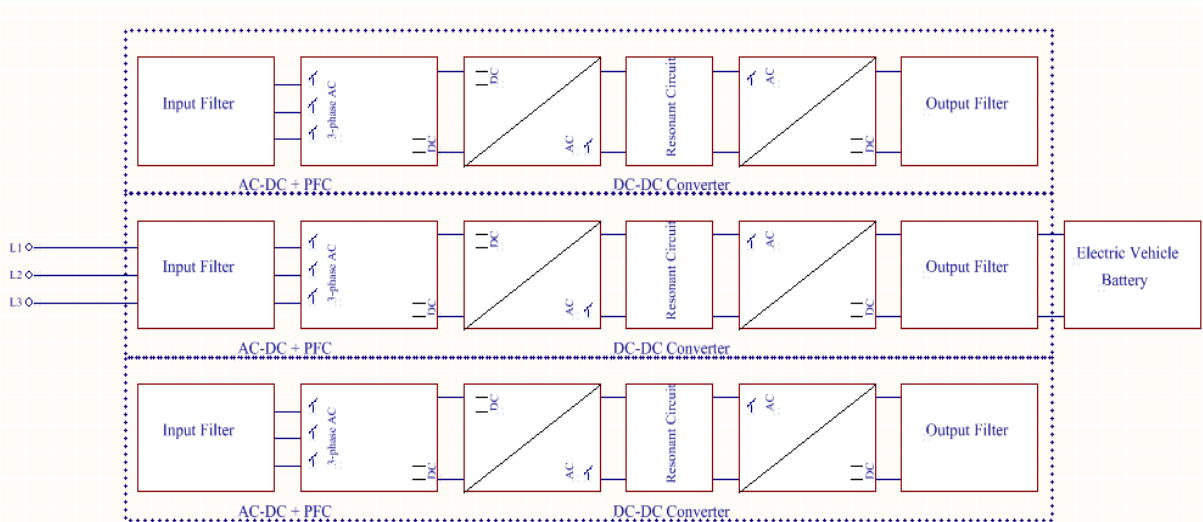 Input Filter
3-phase AC
DC
DC
AC
Resonant Circuit
AC
DC
Output Filter
AC-DC + PFC
DC-DC Converter
L1
L2
L3
Input Filter
3-phase AC
DC
DC
AC
Resonant Circuit
AC
DC
Output Filter
Electric Vehicle
Battery
AC-DC + PFC
DC-DC Converter
Input Filter
3-phase AC
DC
DC
AC
Resonant Circuit
AC
DC
Output Filter
AC-DC + PFC
DC-DC Converter